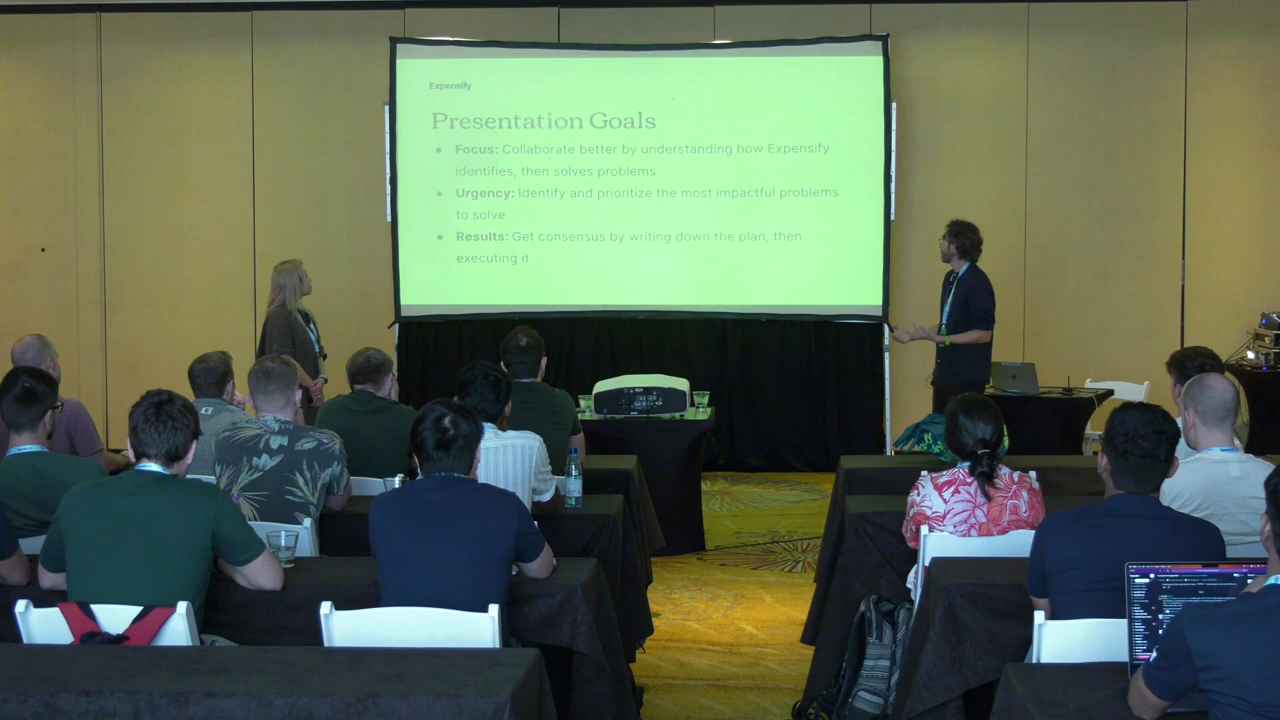 Expensify
Presentation Goals
• Focus: Collaborate better by understanding how Expensify
identifies, then solves problems
• Urgency: Identify and prioritize the most impactful problems
to solve
• Results: Get consensus by writing down the plan, then
executing it